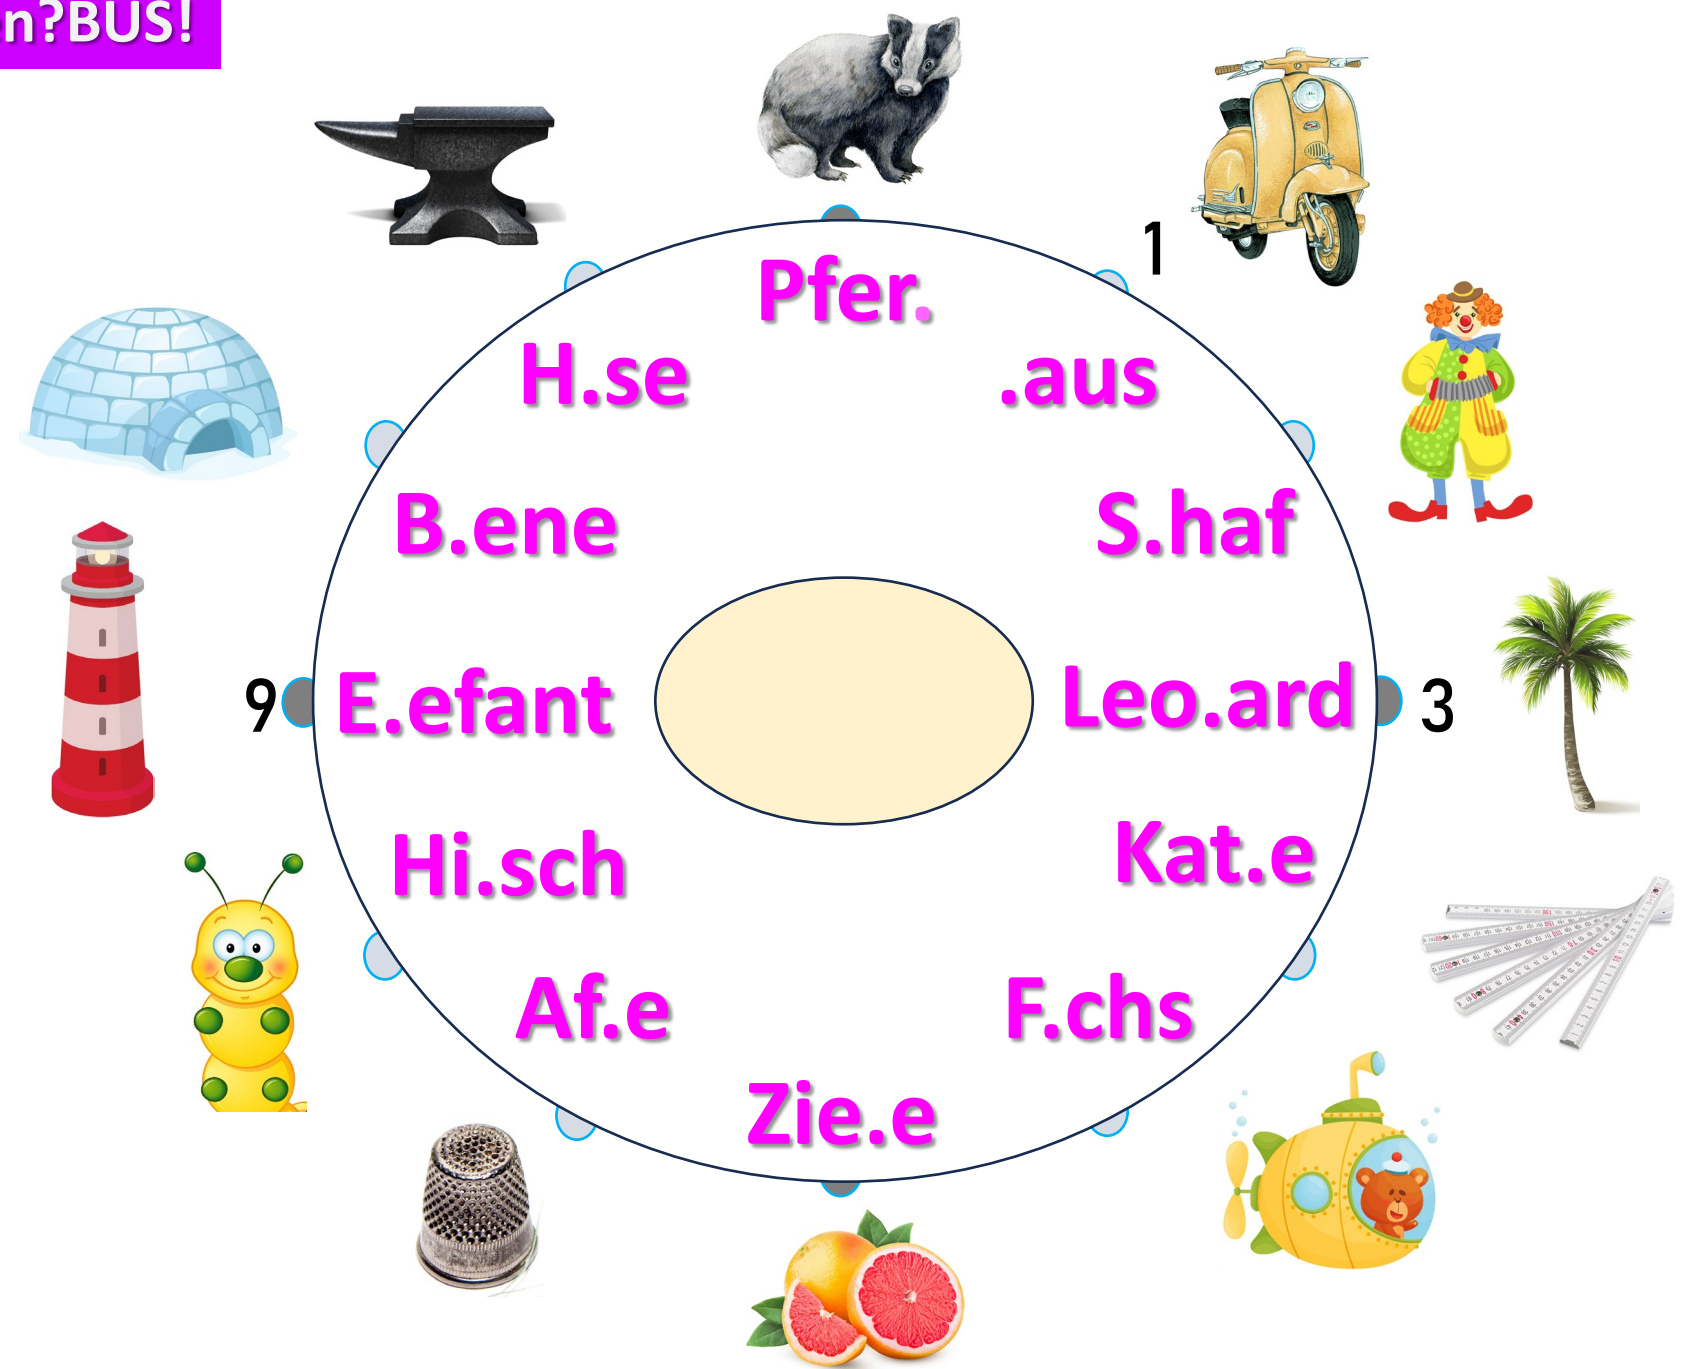 n?BUS!
1
Pfer.
H.se
.aus
B.ene
S.haf
9
E.efant
Leo.ard
3
Hi.sch
Kat.e
Af.e
F.chs
Zie.e